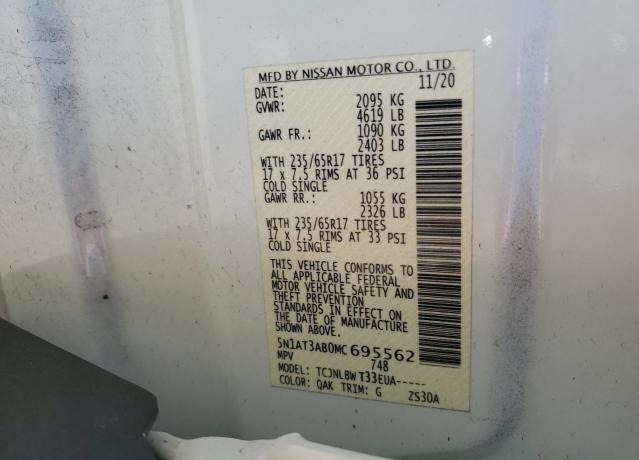 MFD BY NISSAN MOTOR CO., LTD.
DATE: 11/20
GVWR: 2095 KG
4619 LB
GAWR FR.: 1090 KG
2403 LB
WITH 235/65R17 TIRES
17 x 7.5 RIMS AT 36 PSI
COLD SINGLE
GAWR RR.: 1055 KG
2326 LB
WITH 235/65R17 TIRES
17 x 7.5 RIMS AT 33 PSI
COLD SINGLE
THIS VEHICLE CONFORMS TO
ALL APPLICABLE FEDERAL
MOTOR VEHICLE SAFETY AND
THEFT PREVENTION
STANDARDS IN EFFECT ON
THE DATE OF MANUFACTURE
SHOWN ABOVE.
5N1AT3AB0MC695562
MPV 748
MODEL: TCJNLBW T33EUA-----
COLOR: QAK TRIM: G ZS30A